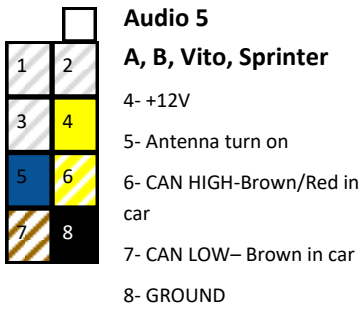 Audio 5
A, B, Vito, Sprinter
1 2
3 4
5 6
7 8
4- +12V
5- Antenna turn on
6- CAN HIGH-Brown/Red in
car
7- CAN LOW– Brown in car
8- GROUND